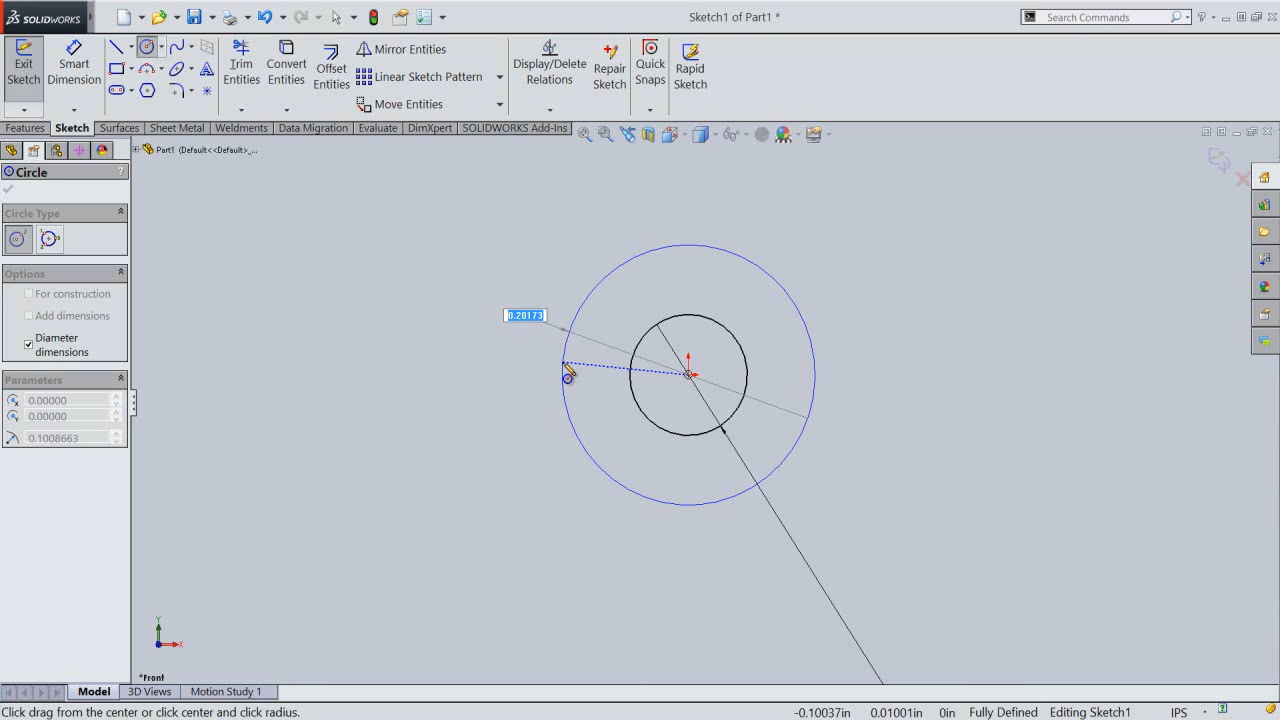 SOLIDWORKS
Sketch1 of Part1 *
Search Commands
Exit Sketch
Smart Dimension
Trim Entities
Convert Entities
Offset Entities
Mirror Entities
Linear Sketch Pattern
Move Entities
Display/Delete Relations
Repair Sketch
Quick Snaps
Rapid Sketch
Features Sketch Surfaces Sheet Metal Weldments Data Migration Evaluate DimXpert SOLIDWORKS Add-Ins
Part1 (Default<<Default>_...
Circle ?
Circle Type
Options
For construction
Add dimensions
Diameter
dimensions
Parameters
0.00000
0.00000
0.1008663
0.20173
Y
X
*Front
Model 3D Views Motion Study 1
Click drag from the center or click center and click radius. -0.10037in 0.01001in 0in Fully Defined Editing Sketch1 IPS